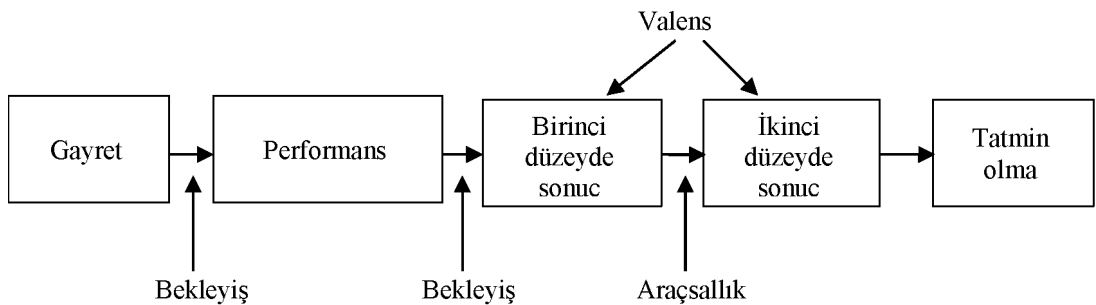 Valens
Gayret
Performans
Birinci
düzeyde
sonuc
İkinci
düzeyde
sonuc
Tatmin
olma
Bekleyiş
Bekleyiş
Araçsallık